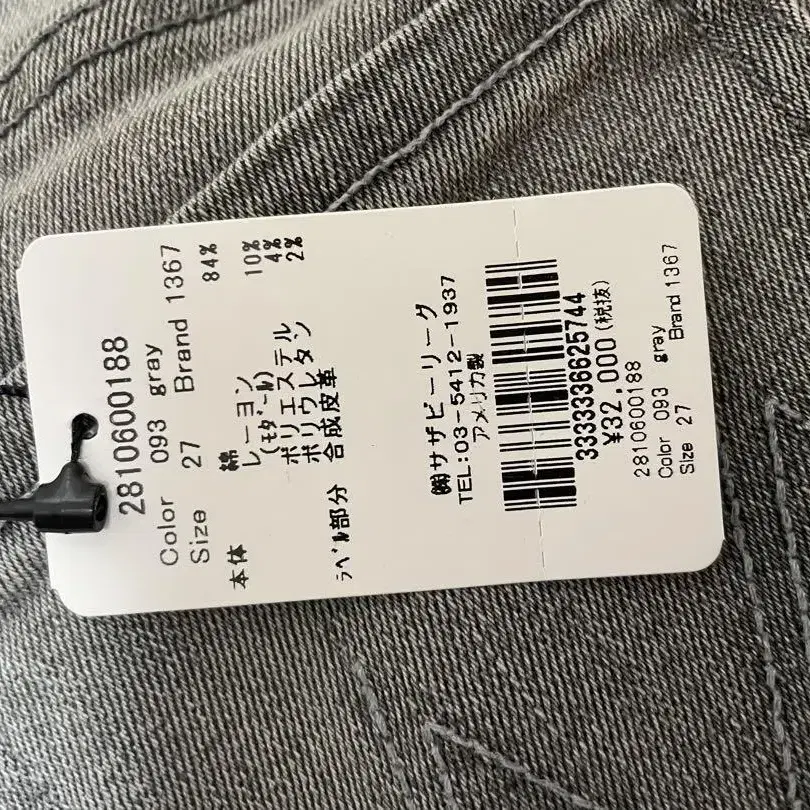 2810600188
Color 093 gray
Size 27 Brand 1367
本体 綿 84%
レーヨン 10%
(ﾓﾀﾞｰﾙ)
ポリエステル 4%
ポリウレタン 2%
ﾗﾍﾞﾙ部分 合成皮革
㈱サザビーリーグ
TEL:03-5412-1937
アメリカ製
3333336625744
¥32,000(税抜)
2810600188
Color 093 gray
Size 27 Brand 1367